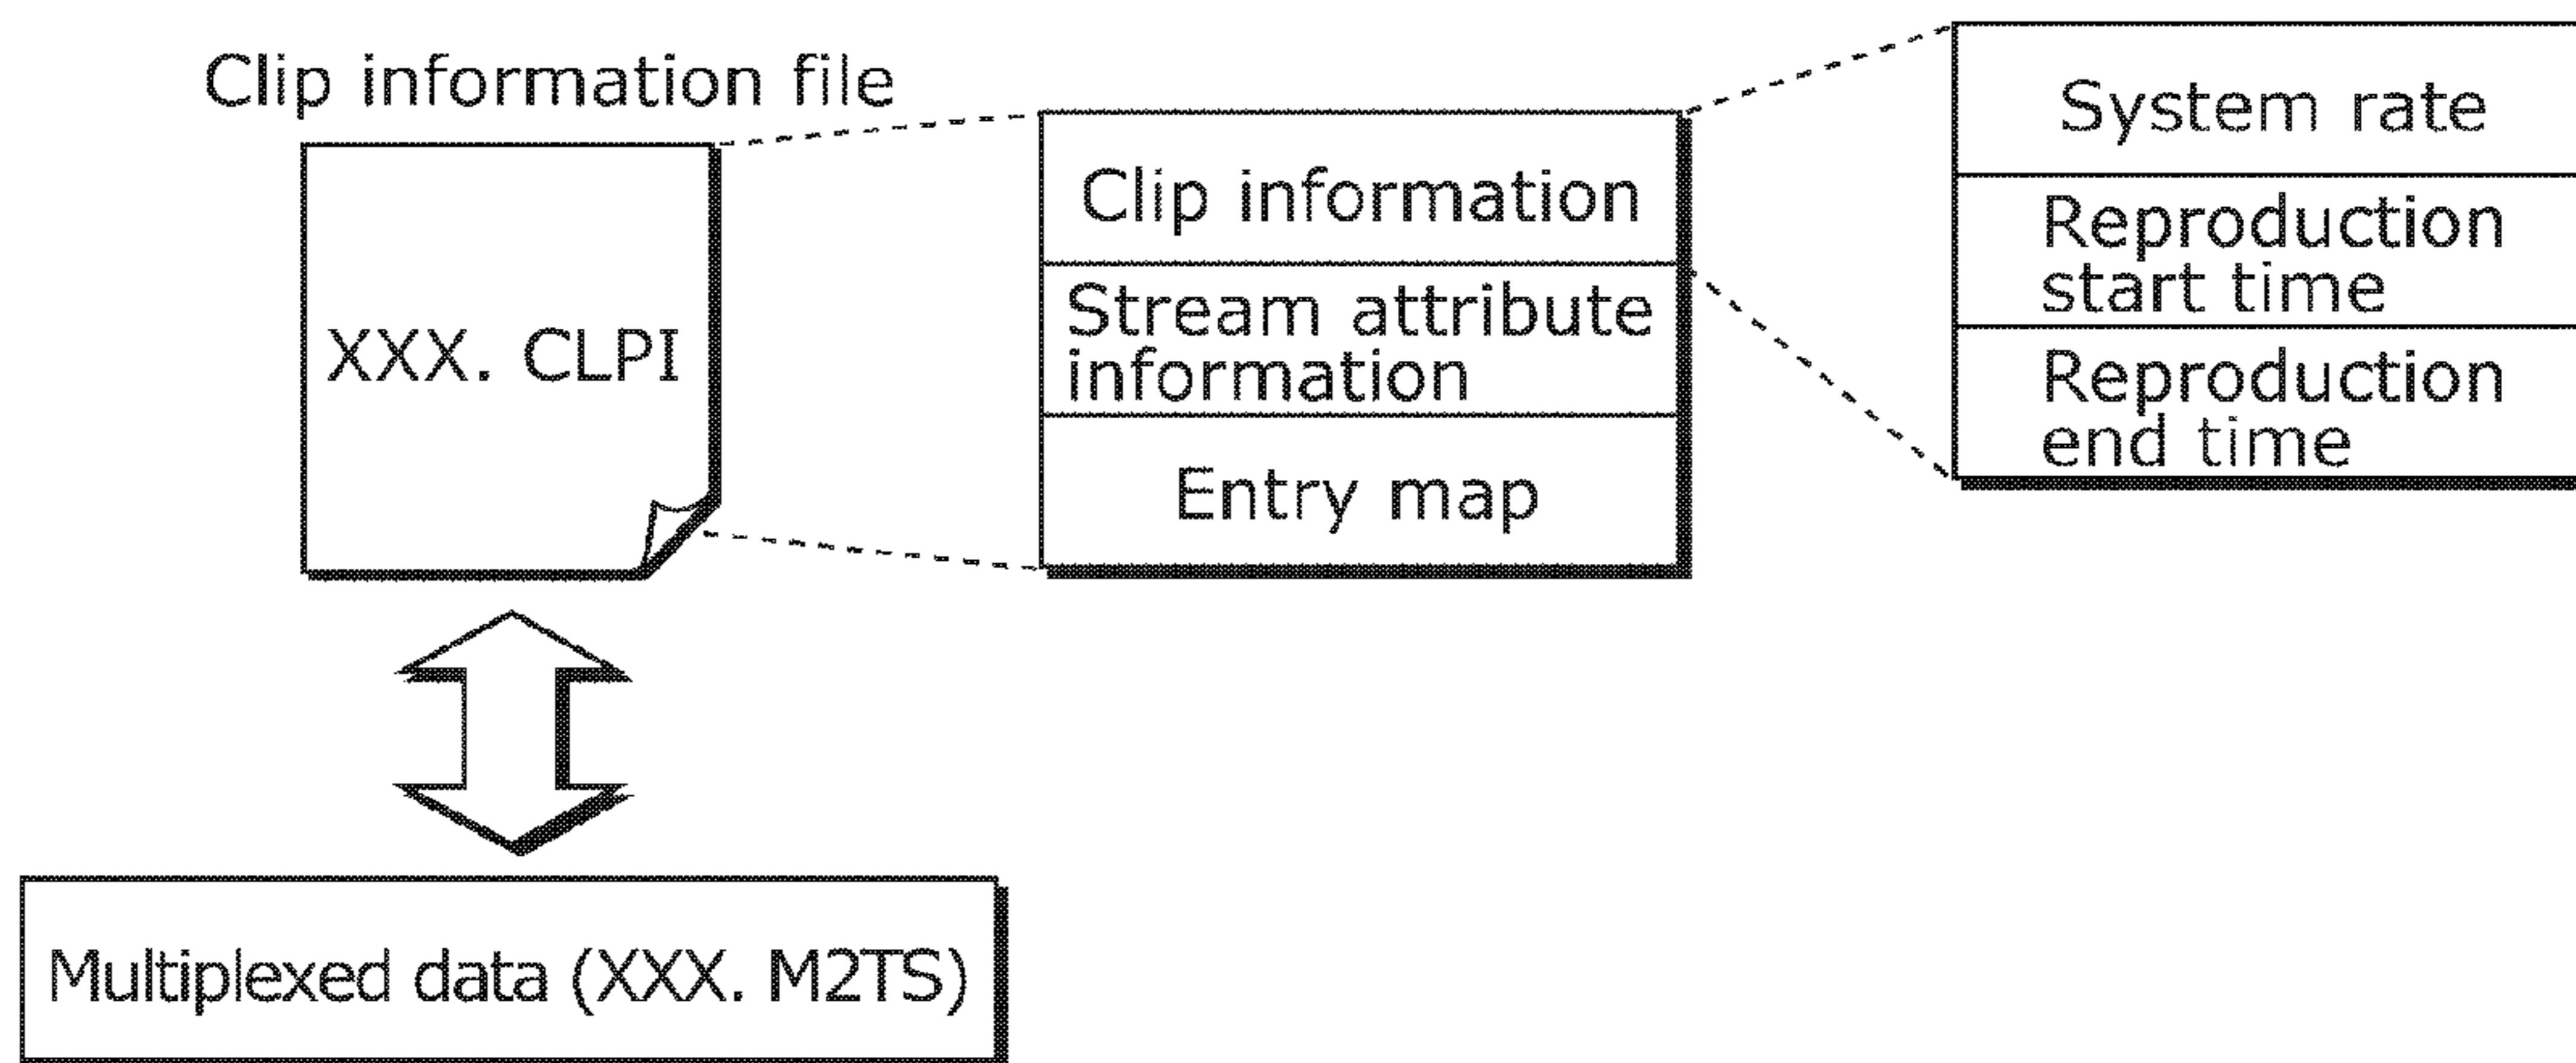 Clip information file
XXX. CLPI
Multiplexed data (XXX. M2TS)
Clip information
Stream attribute
information
Entry map
System rate
Reproduction
start time
Reproduction
end time